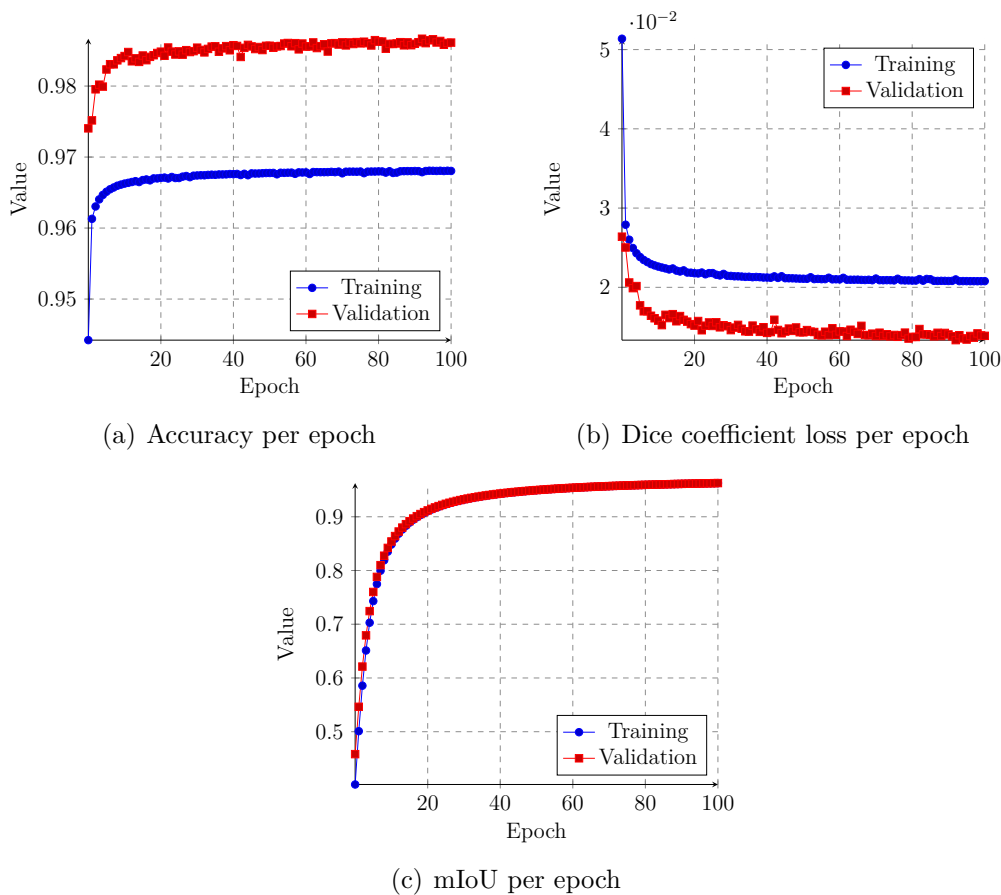 0.98
0.97
0.96
0.95
Value
Training
Validation
20 40 60 80 100
Epoch
(a) Accuracy per epoch
·10−2
5
4
3
2
Value
Training
Validation
20 40 60 80 100
Epoch
(b) Dice coefficient loss per epoch
0.9
0.8
0.7
0.6
0.5
Value
Training
Validation
20 40 60 80 100
Epoch
(c) mIoU per epoch